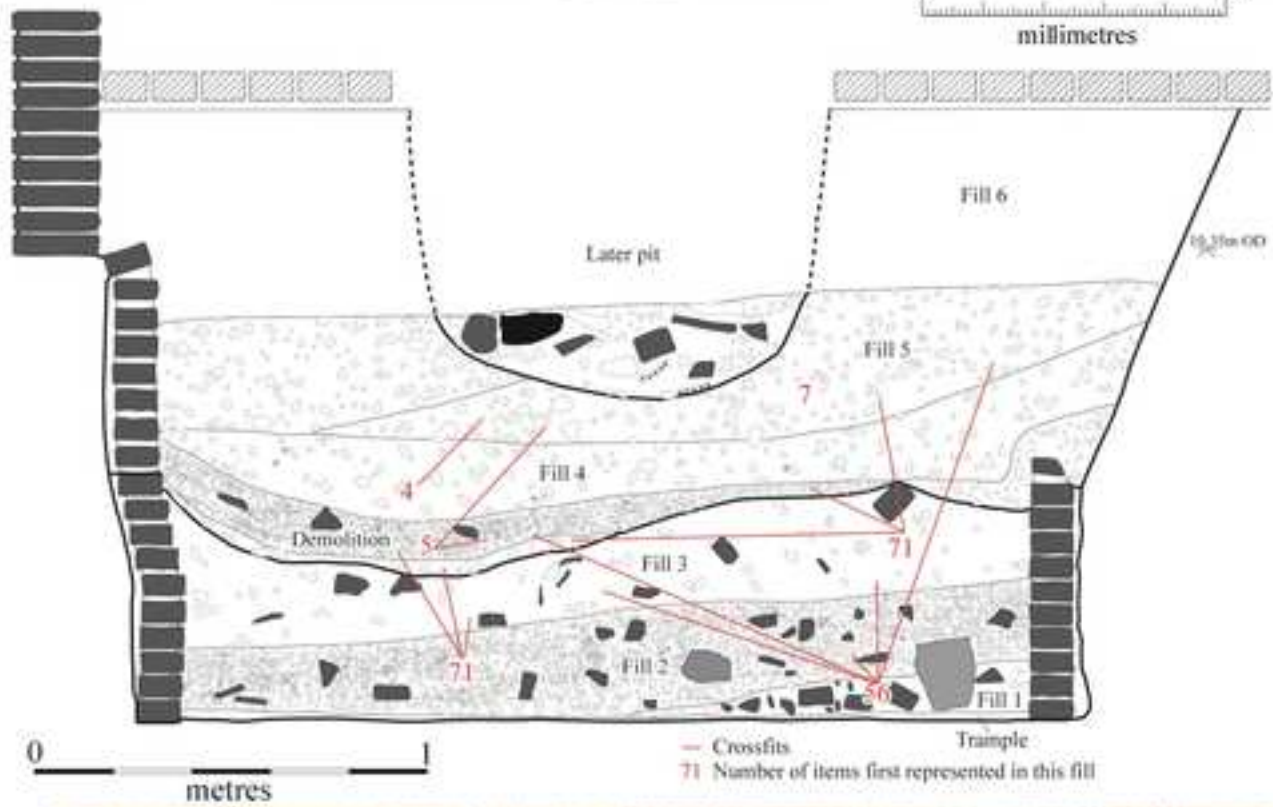 millimetres
Fill 6
Later pit
Fill 5
7
4
Fill 4
Demolition
5
71
Fill 3
71
Fill 2
56
Fill 1
Trample
0 1
metres
Crossfits
71 Number of items first represented in this fill